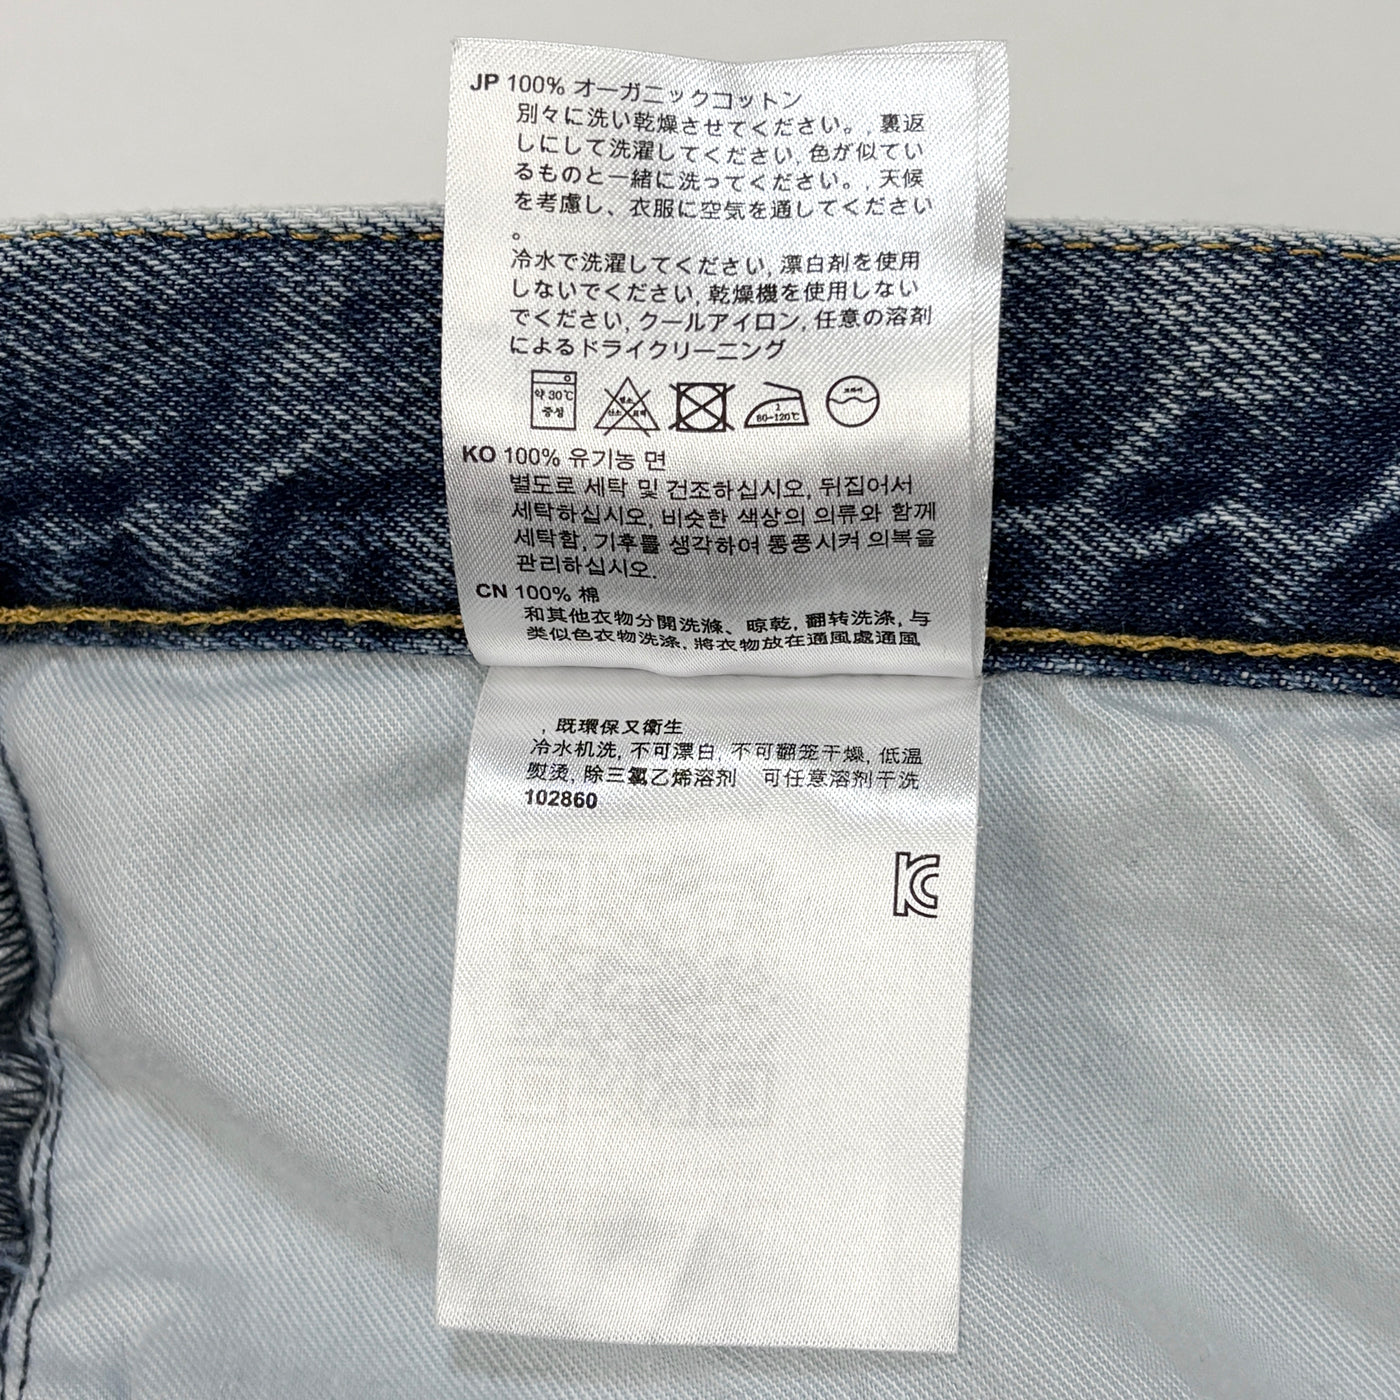 JP 100% オーガニックコットン
別々に洗い乾燥させてください。, 裏返
しにして洗濯してください, 色が似てい
るものと一緒に洗ってください。, 天候
を考慮し、衣服に空気を通してください
。
冷水で洗濯してください, 漂白剤を使用
しないでください, 乾燥機を使用しない
でください, クールアイロン, 任意の溶剤
によるドライクリーニング
약 30℃
중성
80-120℃
KO 100% 유기농 면
별도로 세탁 및 건조하십시오, 뒤집어서
세탁하십시오, 비슷한 색상의 의류와 함께
세탁함, 기후를 생각하여 통풍시켜 의복을
관리하십시오.
CN 100% 棉
和其他衣物分開洗滌、晾乾, 翻转洗涤, 与
类似色衣物洗涤, 將衣物放在通風處通風
, 既環保又衛生
冷水机洗, 不可漂白, 不可翻笼干燥, 低温
熨烫, 除三氯乙烯溶剂 可任意溶剂干洗
102860